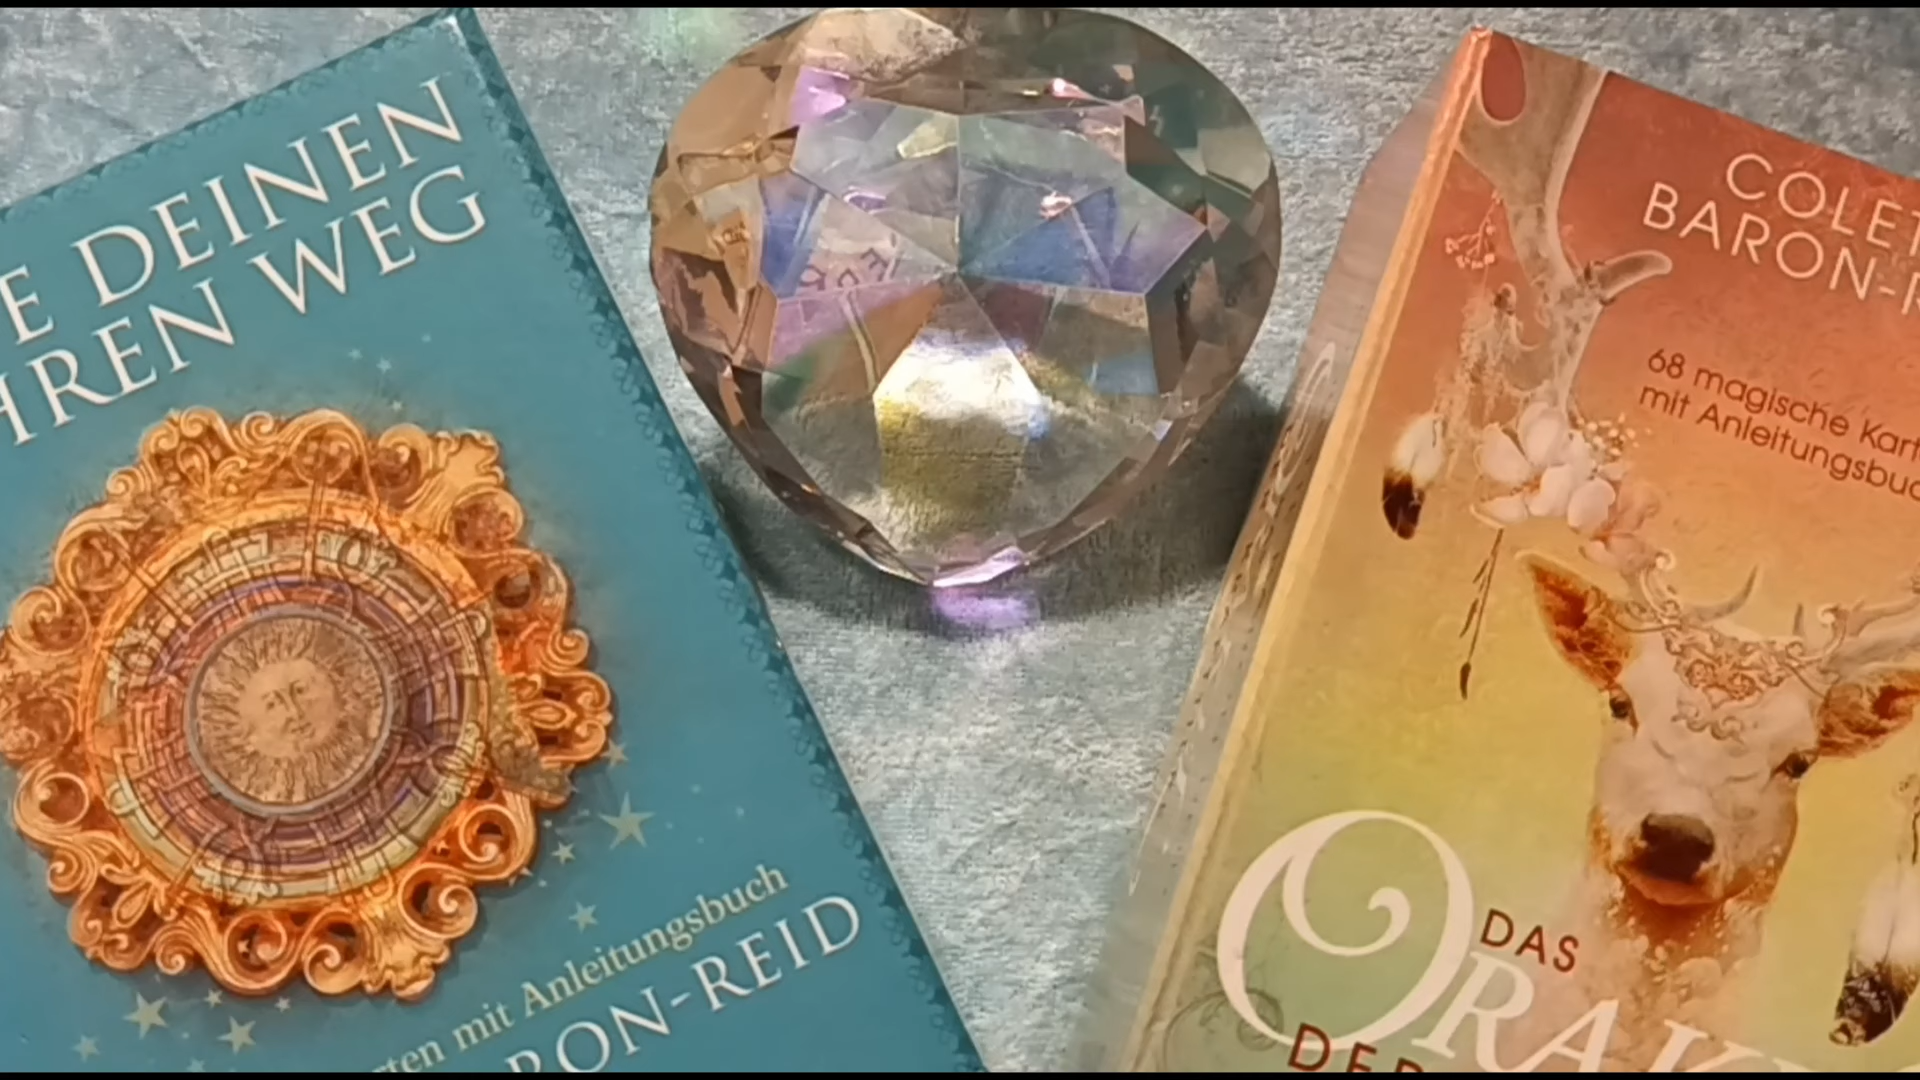 E DEINEN
HREN WEG
rten mit Anleitungsbuch
RON-REID
COLET
BARON-R
68 magische Kart
mit Anleitungsbuc
DAS
ORAK
DER